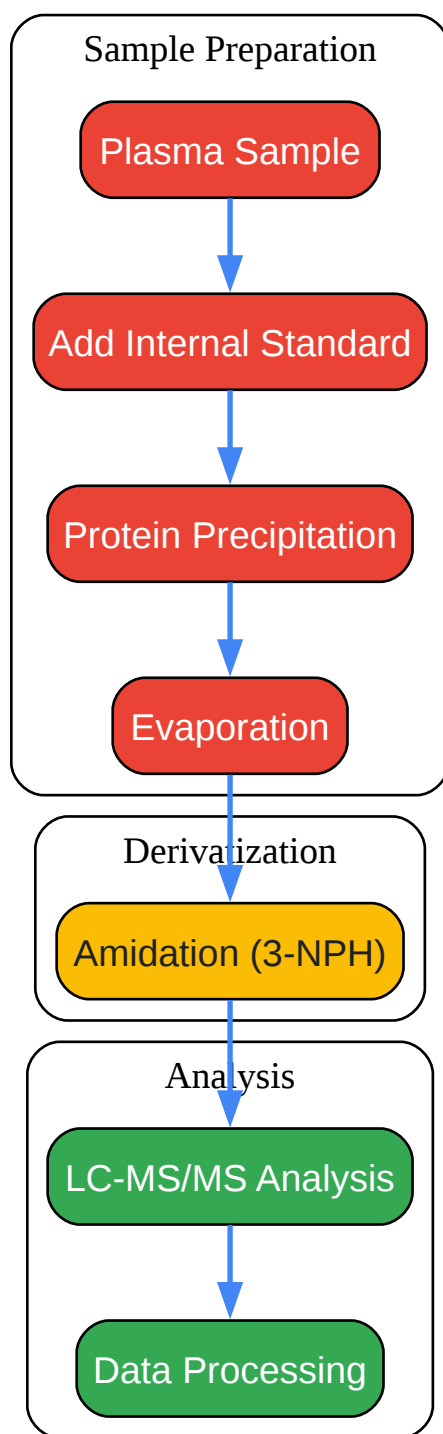 Sample Preparation
Plasma Sample
Add Internal Standard
Protein Precipitation
Evaporation
Derivatization
Amidation (3-NPH)
Analysis
LC-MS/MS Analysis
Data Processing